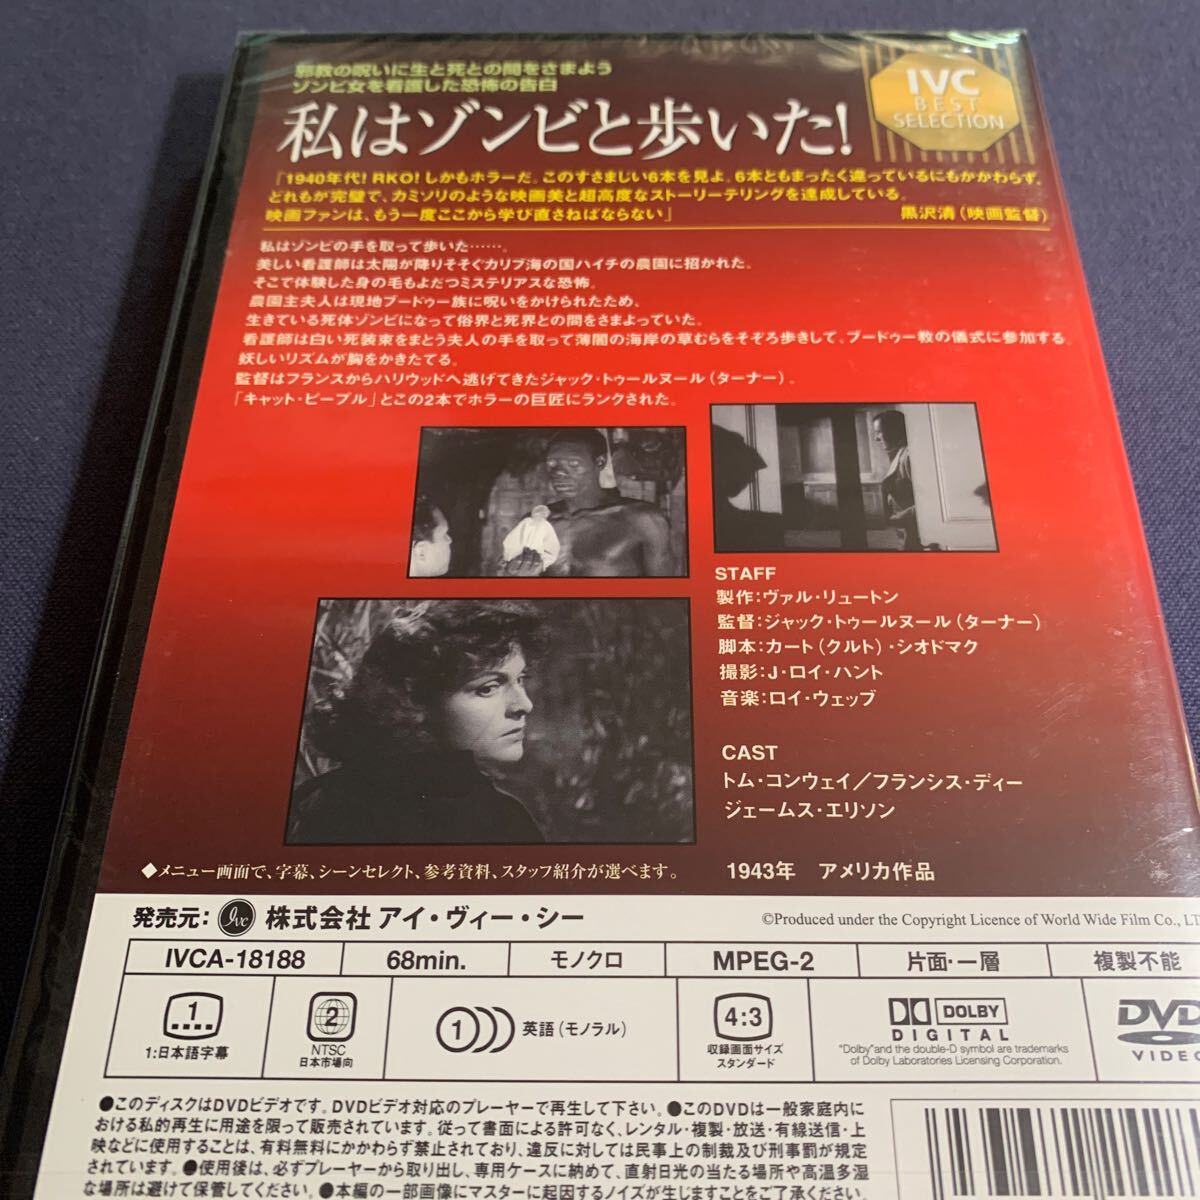 邪教の呪いに生と死との間をさまよう
ゾンビ女を看護した恐怖の告白
私はゾンビと歩いた!
IVC
BEST
SELECTION
「1940年代! RKO! しかもホラーだ。このすさまじい6本を見よ。6本ともまったく違っているにもかかわらず、
どれもが完璧で、カミソリのような映画美と超高度なストーリーテリングを達成している。
映画ファンは、もう一度ここから学び直さねばならない」 黒沢清(映画監督)
私はゾンビの手を取って歩いた……。
美しい看護師は太陽が降りそそぐカリブ海の国ハイチの農園に招かれた。
そこで体験した身の毛もよだつミステリアスな恐怖。
農園主夫人は現地ブードゥー族に呪いをかけられたため、
生きている死体ゾンビになって俗界と死界との間をさまよっていた。
看護師は白い死装束をまとう夫人の手を取って薄闇の海岸の草むらをそぞろ歩きして、ブードゥー教の儀式に参加する。
妖しいリズムが胸をかきたてる。
監督はフランスからハリウッドへ逃げてきたジャック・トゥールヌール(ターナー)。
「キャット・ピープル」とこの2本でホラーの巨匠にランクされた。
STAFF
製作:ヴァル・リュートン
監督:ジャック・トゥールヌール(ターナー)
脚本:カート(クルト)・シオドマク
撮影:J・ロイ・ハント
音楽:ロイ・ウェッブ
CAST
トム・コンウェイ/フランシス・ディー
ジェームス・エリソン
◆メニュー画面で、字幕、シーンセレクト、参考資料、スタッフ紹介が選べます。
1943年 アメリカ作品
発売元: ivc 株式会社 アイ・ヴィー・シー
©Produced under the Copyright Licence of World Wide Film Co., LT
IVCA-18188 68min. モノクロ MPEG-2 片面・一層 複製不能
1
1:日本語字幕
2
NTSC
日本市場向
1 英語(モノラル)
4:3
収録画面サイズ
スタンダード
DOLBY
DIGITAL
"Dolby"and the double-D symbol are trademarks
of Dolby Laboratories Licensing Corporation.
DVD
VIDEO
●このディスクはDVDビデオです。DVDビデオ対応のプレーヤーで再生して下さい。●このDVDは一般家庭内に
おける私的再生に用途を限って販売されています。従って書面による許可なく、レンタル・複製・放送・有線送信・上
映などに使用することは、有料無料にかかわらず禁止されており、違反に対しては民事上の制裁及び刑事罰が規定
されています。●使用後は、必ずプレーヤーから取り出し、専用ケースに納めて、直射日光の当たる場所や高温多湿
な場所は避けて保管してください。●本編の一部画像にマスターに起因するノイズが生じますことをご了承ください。